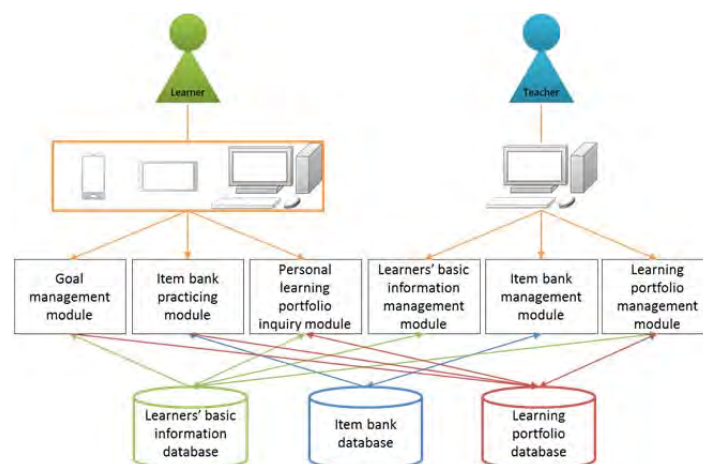 Learner
Teacher
Goal
management
module
Item bank
practicing
module
Personal
learning
portfolio
inquiry module
Learners' basic
information
management
module
Item bank
management
module
Learning
portfolio
management
module
Learners' basic
information
database
Item bank
database
Learning
portfolio
database